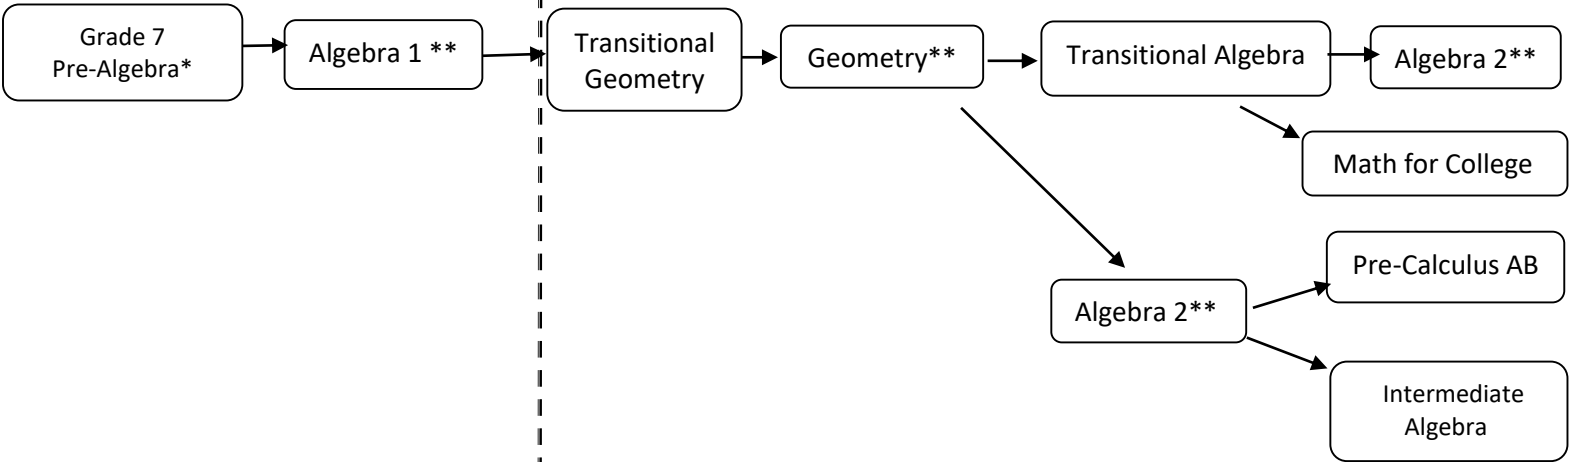 Grade 7
Pre-Algebra*
Algebra 1 **
Transitional
Geometry
Geometry**
Transitional Algebra
Algebra 2**
Math for College
Pre-Calculus AB
Algebra 2**
Intermediate
Algebra